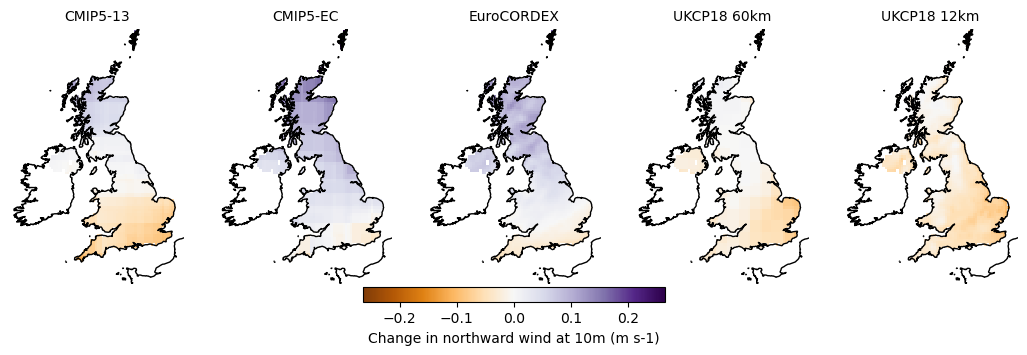 CMIP5-13 CMIP5-EC EuroCORDEX UKCP18 60km UKCP18 12km
−0.2 −0.1 0.0 0.1 0.2
Change in northward wind at 10m (m s-1)